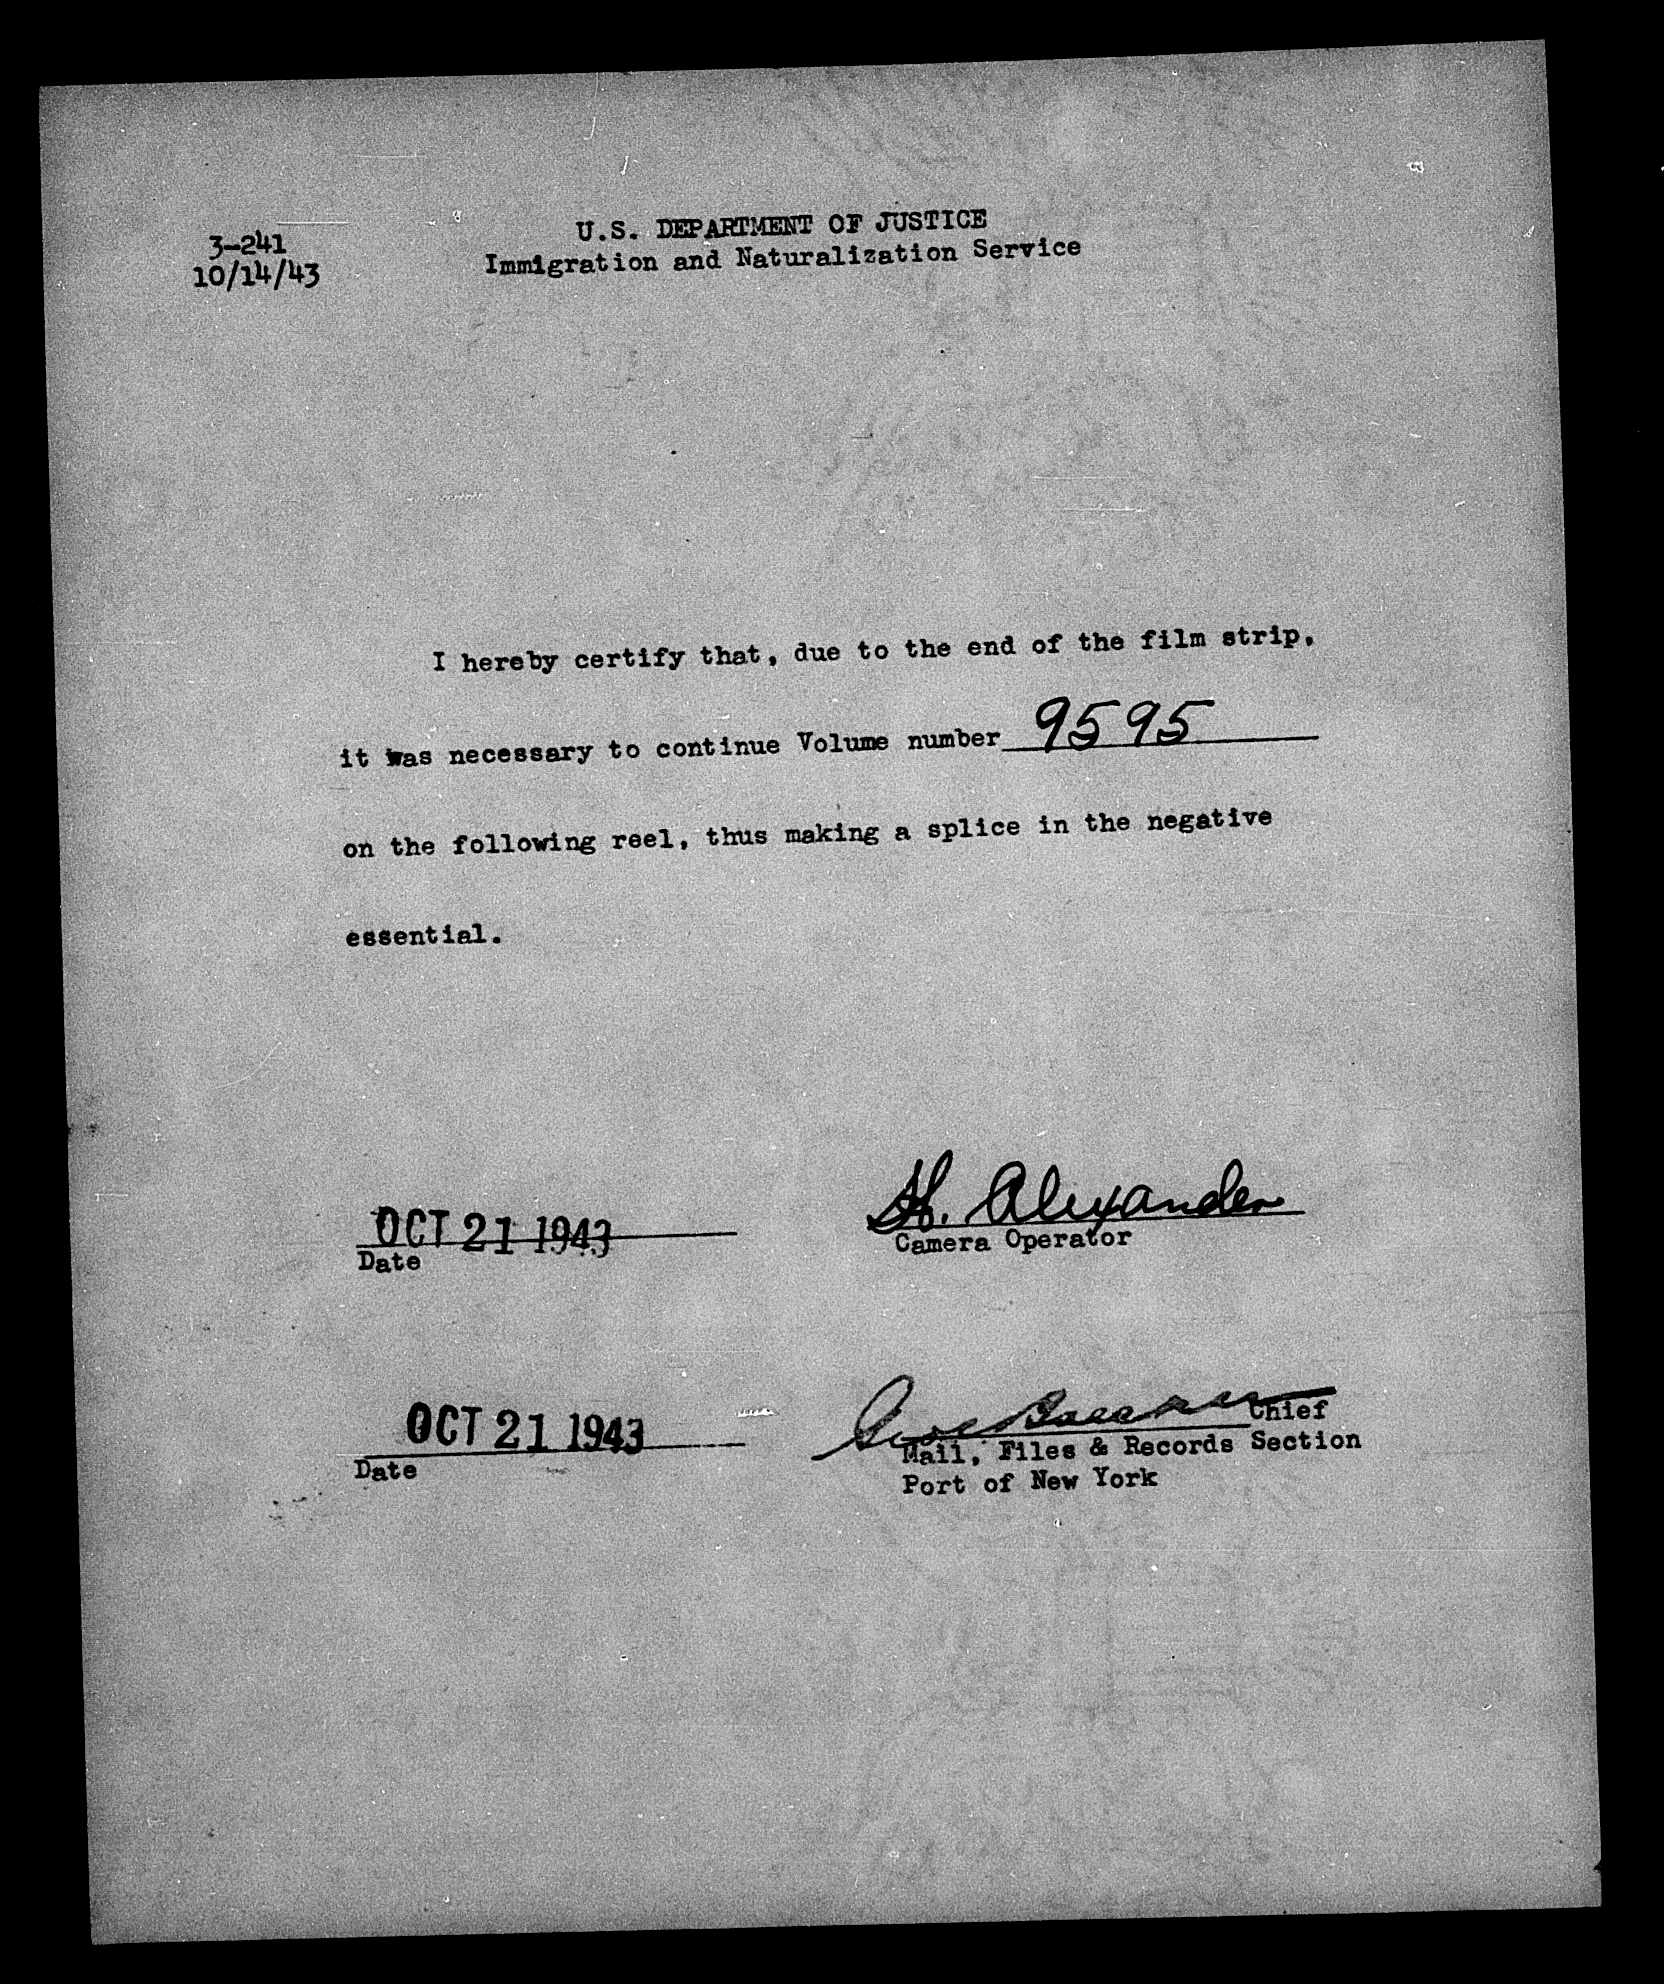 3-241
10/14/43
U.S. DEPARTMENT OF JUSTICE
Immigration and Naturalization Service
I hereby certify that, due to the end of the film strip,
it was necessary to continue Volume number 9595
on the following reel, thus making a splice in the negative
essential.
OCT 21 1943
Date
H. Alexander
Camera Operator
OCT 21 1943
Date
Chief
Mail, Files & Records Section
Port of New York